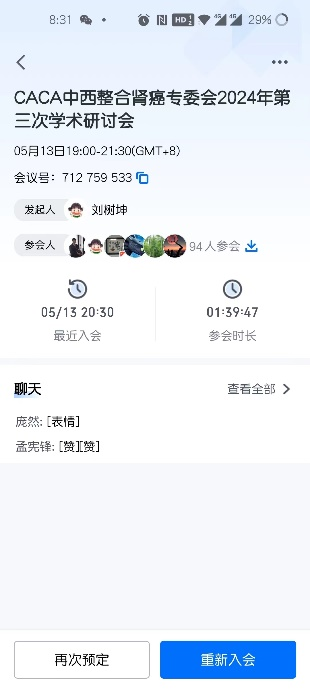 8:31
HD 4G 4G 29%
CACA中西整合肾癌专委会2024年第
三次学术研讨会
05月13日19:00-21:30(GMT+8)
会议号：712 759 533
发起人 刘树坤
参会人 94人参会
05/13 20:30 01:39:47
最近入会 参会时长
聊天 查看全部
庞然: [表情]
孟宪锋: [赞][赞]
再次预定 重新入会